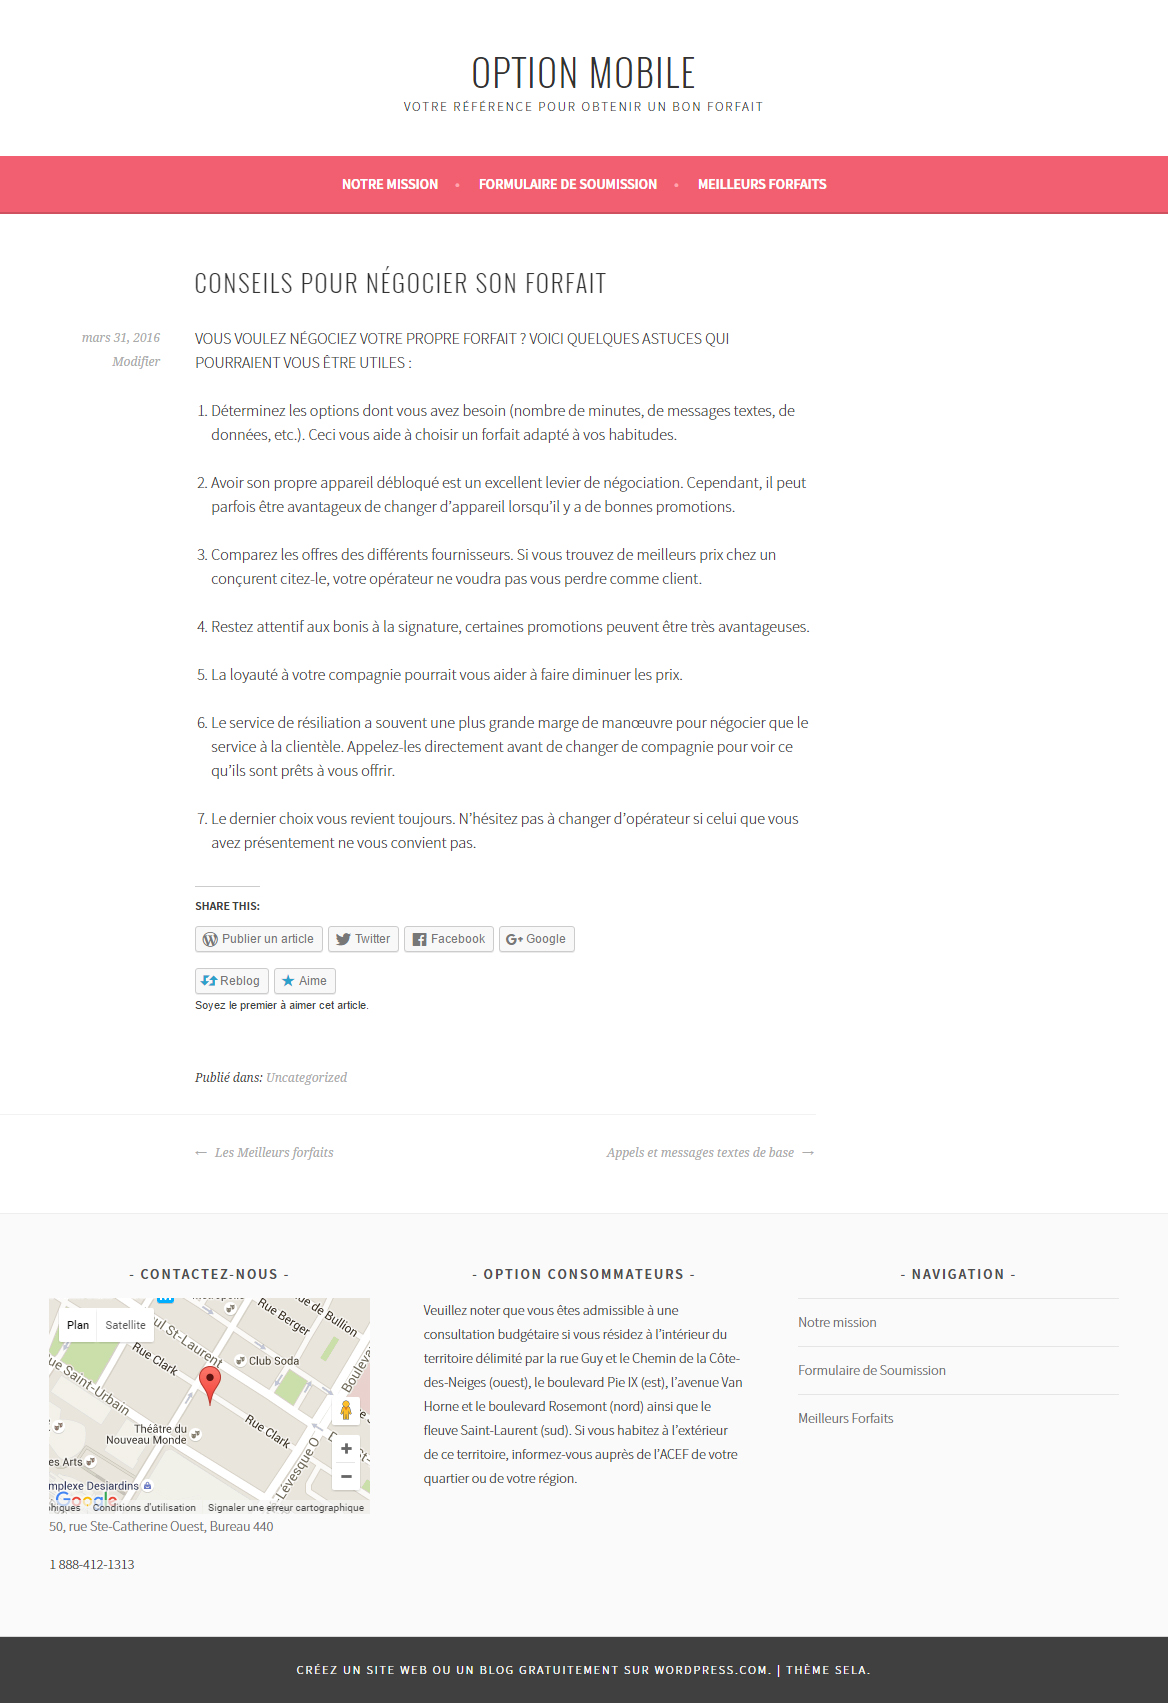 OPTION MOBILE
VOTRE RÉFÉRENCE POUR OBTENIR UN BON FORFAIT
NOTRE MISSION • FORMULAIRE DE SOUMISSION • MEILLEURS FORFAITS
CONSEILS POUR NÉGOCIER SON FORFAIT
mars 31, 2016
Modifier
VOUS VOULEZ NÉGOCIEZ VOTRE PROPRE FORFAIT ? VOICI QUELQUES ASTUCES QUI
POURRAIENT VOUS ÊTRE UTILES :
1. Déterminez les options dont vous avez besoin (nombre de minutes, de messages textes, de
données, etc.). Ceci vous aide à choisir un forfait adapté à vos habitudes.
2. Avoir son propre appareil débloqué est un excellent levier de négociation. Cependant, il peut
parfois être avantageux de changer d'appareil lorsqu'il y a de bonnes promotions.
3. Comparez les offres des différents fournisseurs. Si vous trouvez de meilleurs prix chez un
conçurent citez-le, votre opérateur ne voudra pas vous perdre comme client.
4. Restez attentif aux bonis à la signature, certaines promotions peuvent être très avantageuses.
5. La loyauté à votre compagnie pourrait vous aider à faire diminuer les prix.
6. Le service de résiliation a souvent une plus grande marge de manœuvre pour négocier que le
service à la clientèle. Appelez-les directement avant de changer de compagnie pour voir ce
qu'ils sont prêts à vous offrir.
7. Le dernier choix vous revient toujours. N'hésitez pas à changer d'opérateur si celui que vous
avez présentement ne vous convient pas.
SHARE THIS:
Publier un article Twitter Facebook Google
Reblog Aime
Soyez le premier à aimer cet article.
Publié dans: Uncategorized
← Les Meilleurs forfaits
Appels et messages textes de base →
- CONTACTEZ-NOUS -
Plan Satellite
Rue Berger
ue de Bullion
ul St-Laurent
Rue Clark
Club Soda
Boulev
ue Saint-Urbain
Théâtre du
Nouveau Monde
Rue Clark
es Arts
-Lévesque O
mplexe Desjardins
Google
phiques Conditions d'utilisation Signaler une erreur cartographique
50, rue Ste-Catherine Ouest, Bureau 440
1 888-412-1313
- OPTION CONSOMMATEURS -
Veuillez noter que vous êtes admissible à une
consultation budgétaire si vous résidez à l'intérieur du
territoire délimité par la rue Guy et le Chemin de la Côte-
des-Neiges (ouest), le boulevard Pie IX (est), l'avenue Van
Horne et le boulevard Rosemont (nord) ainsi que le
fleuve Saint-Laurent (sud). Si vous habitez à l'extérieur
de ce territoire, informez-vous auprès de l'ACEF de votre
quartier ou de votre région.
- NAVIGATION -
Notre mission
Formulaire de Soumission
Meilleurs Forfaits
CRÉEZ UN SITE WEB OU UN BLOG GRATUITEMENT SUR WORDPRESS.COM. | THÈME SELA.